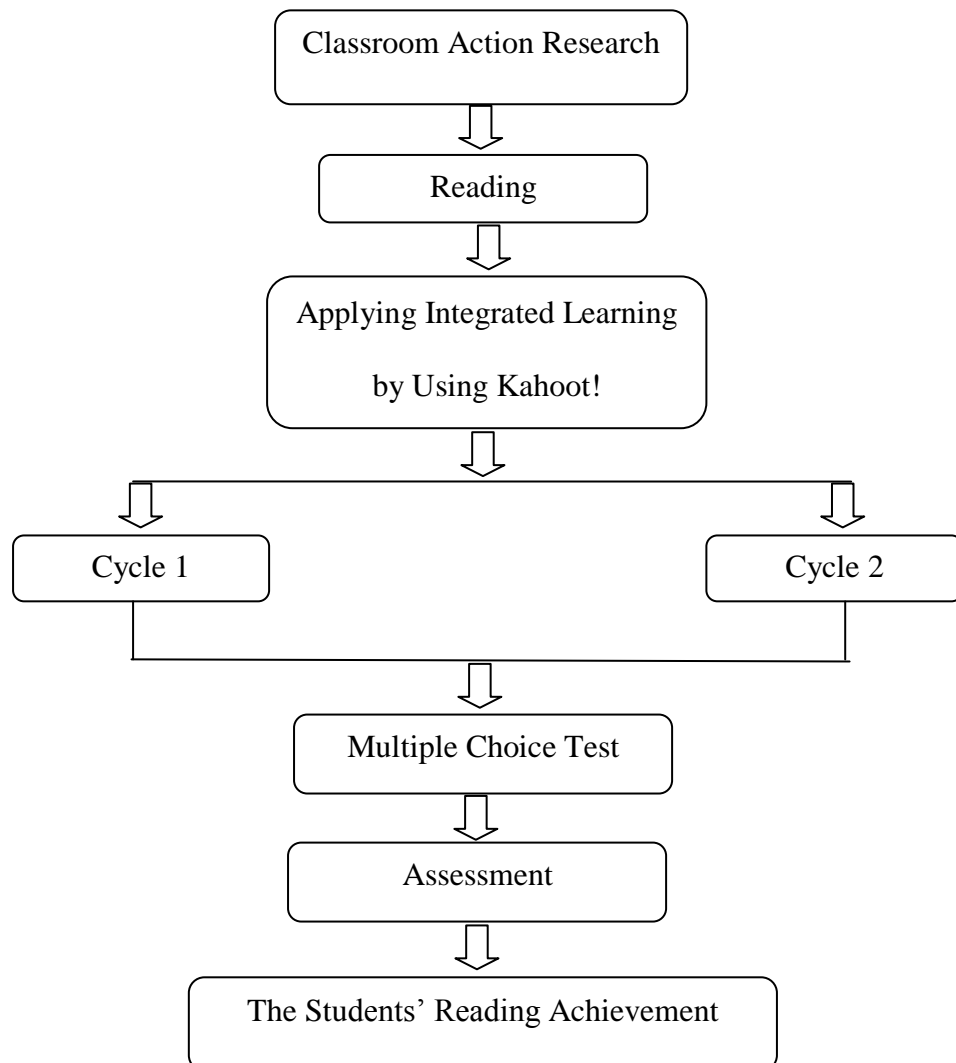 Classroom Action Research
Reading
Applying Integrated Learning
by Using Kahoot!
Cycle 1
Cycle 2
Multiple Choice Test
Assessment
The Students’ Reading Achievement